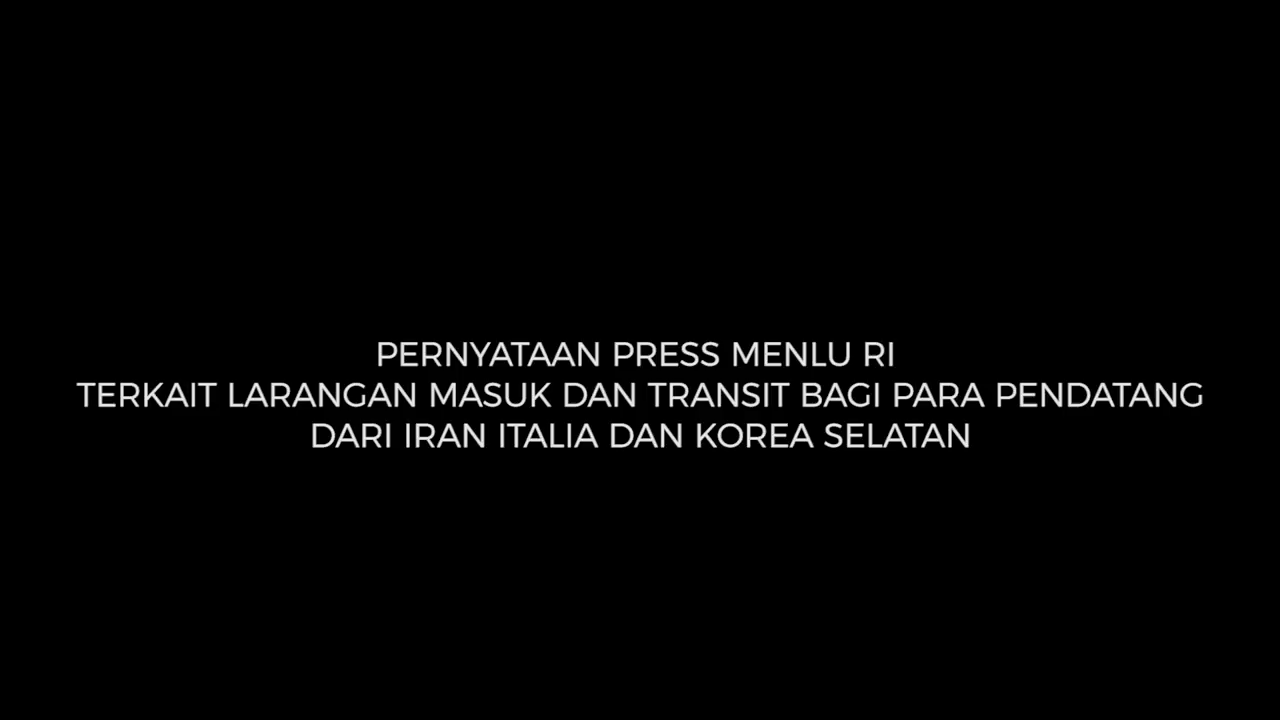 PERNYATAAN PRESS MENLU RI
TERKAIT LARANGAN MASUK DAN TRANSIT BAGI PARA PENDATANG
DARI IRAN ITALIA DAN KOREA SELATAN